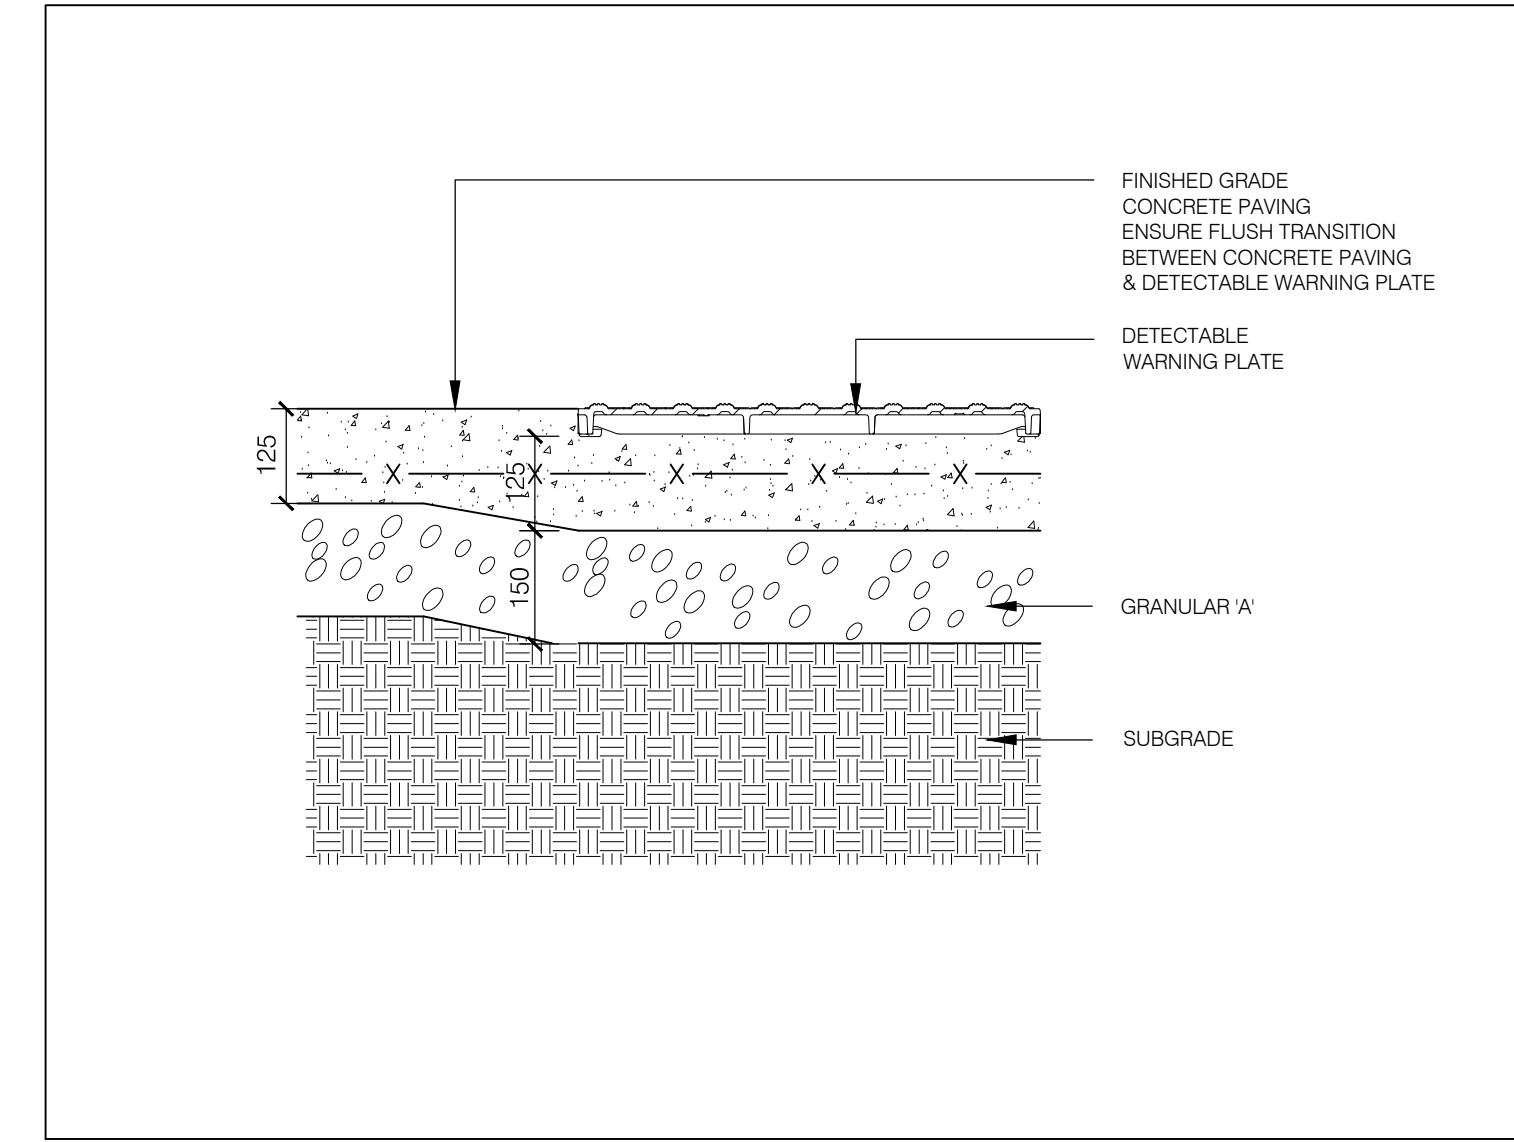 FINISHED GRADE
CONCRETE PAVING
ENSURE FLUSH TRANSITION
BETWEEN CONCRETE PAVING
& DETECTABLE WARNING PLATE
DETECTABLE
WARNING PLATE
125
125
150
GRANULAR 'A'
SUBGRADE